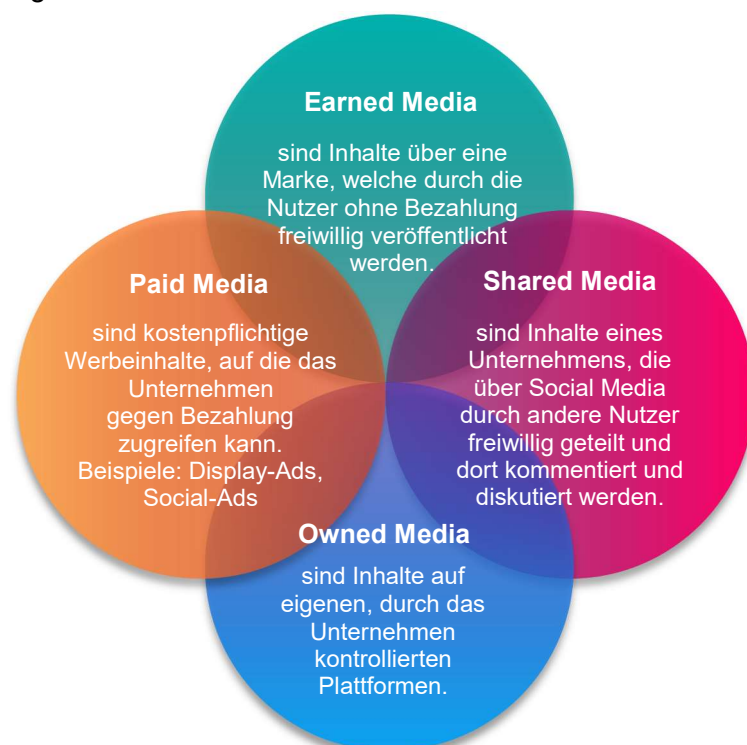 Earned Media
sind Inhalte über eine
Marke, welche durch die
Nutzer ohne Bezahlung
freiwillig veröffentlicht
werden.
Paid Media
sind kostenpflichtige
Werbeinhalte, auf die das
Unternehmen
gegen Bezahlung
zugreifen kann.
Beispiele: Display-Ads,
Social-Ads
Shared Media
sind Inhalte eines
Unternehmens, die
über Social Media
durch andere Nutzer
freiwillig geteilt und
dort kommentiert und
diskutiert werden.
Owned Media
sind Inhalte auf
eigenen, durch das
Unternehmen
kontrollierten
Plattformen.